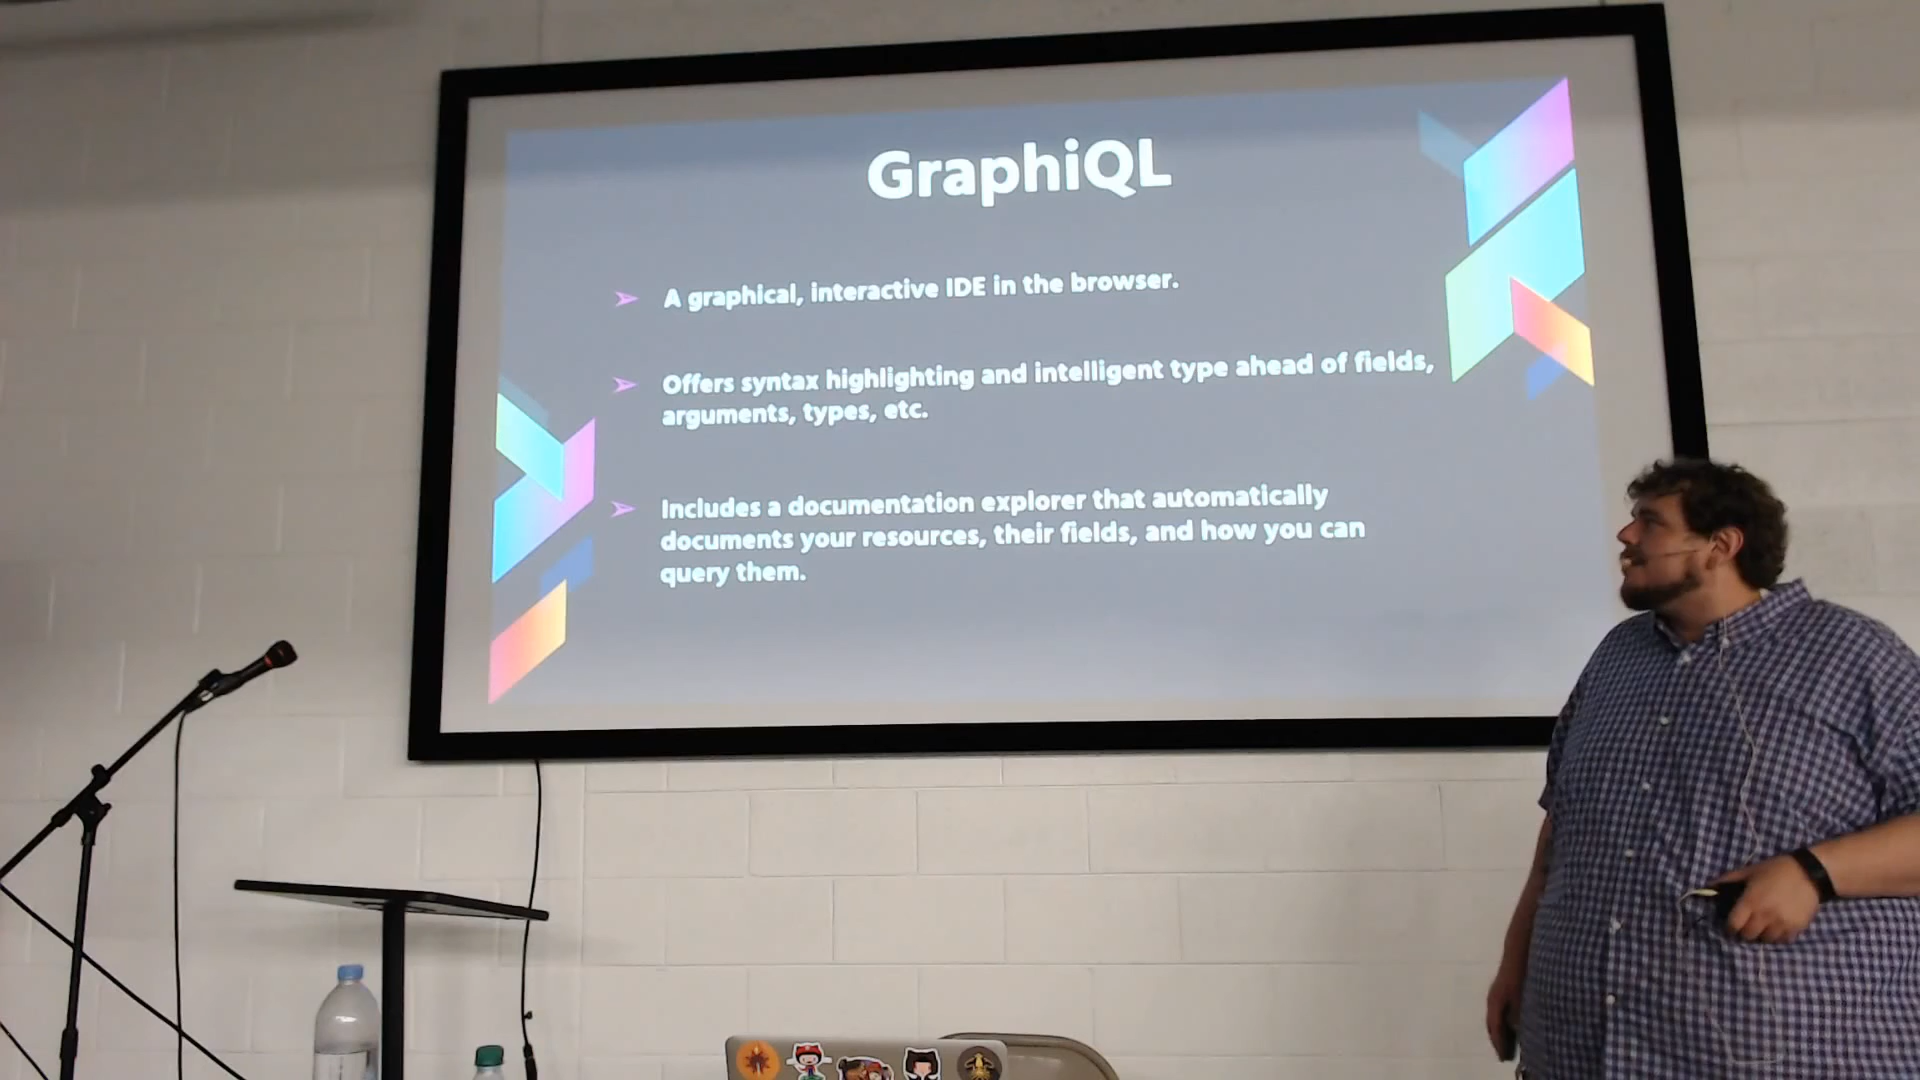 GraphiQL
A graphical, interactive IDE in the browser.
Offers syntax highlighting and intelligent type ahead of fields,
arguments, types, etc.
Includes a documentation explorer that automatically
documents your resources, their fields, and how you can
query them.